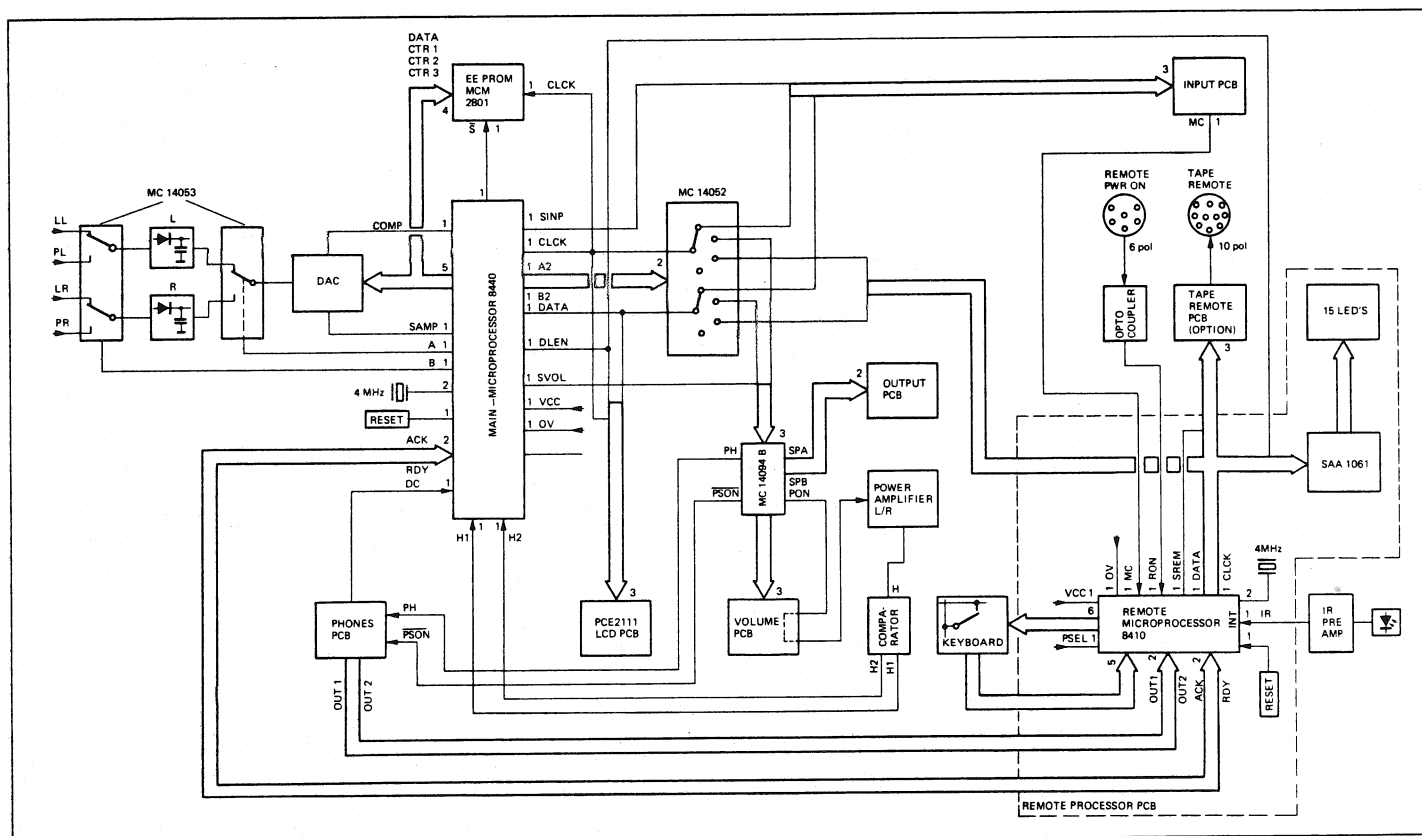 DATA
CTR 1
CTR 2
CTR 3
4
EE PROM
MCM
2801
1 CLCK
S̅ 1
3
INPUT PCB
MC 1
REMOTE
PWR ON
6 pol
TAPE
REMOTE
10 pol
OPTO
COUPLER
TAPE
REMOTE
PCB
(OPTION)
3
15 LED'S
SAA 1061
MC 14053
LL
PL
LR
PR
L
R
DAC
COMP 1
5
SAMP 1
A 1
B 1
4 MHz 2
RESET 1
ACK 2
RDY
DC 1
1
MAIN – MICROPROCESSOR 8440
1 SINP
1 CLCK
1 A2
1 B2
1 DATA
1 DLEN
1 SVOL
1 VCC
1 OV
H1 1
1 H2
MC 14052
2
2
OUTPUT
PCB
3
PH
PSON
MC 14094 B
SPA
SPB
PON
POWER
AMPLIFIER
L/R
H
COMPA-
RATOR
H2
H1
PHONES
PCB
PH
PSON
OUT 1
OUT 2
3
PCE2111
LCD PCB
3
VOLUME
PCB
KEYBOARD
VCC 1
6
PSEL 1
1 OV
1 MC
1 RON
1 SREM
1 DATA
1 CLCK
4MHz
2
REMOTE
MICROPROCESSOR
8410
INT
1 IR
1
IR
PRE
AMP
RESET
5
OUT1
2
OUT2
ACK
2
RDY
REMOTE PROCESSOR PCB